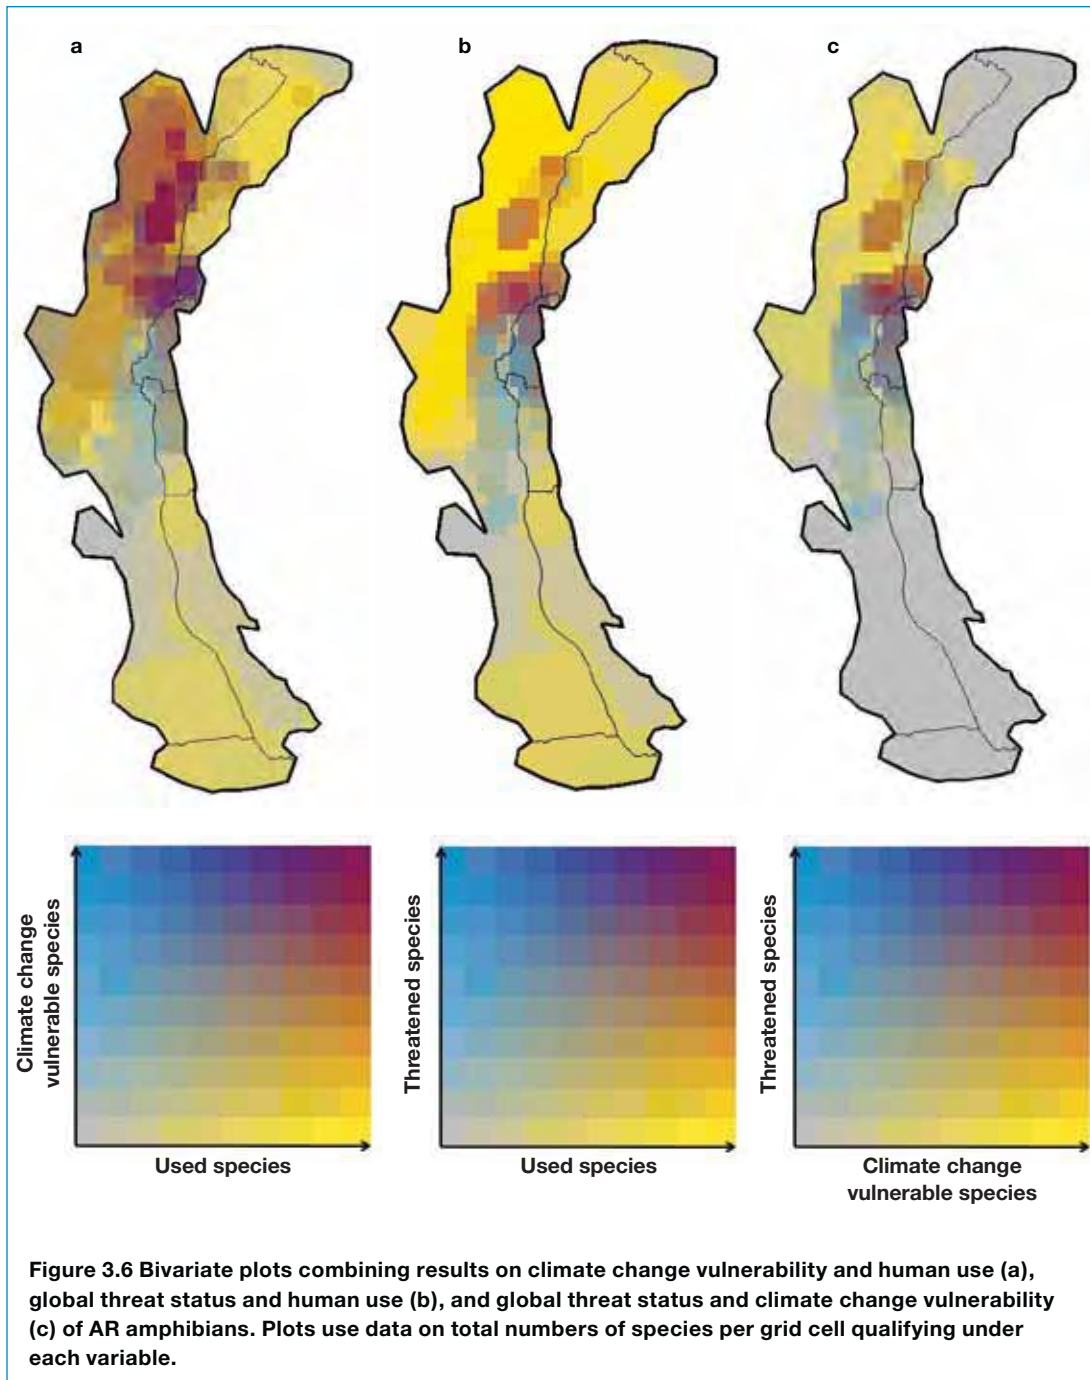 a
b
c
Climate change
vulnerable species
Used species
Threatened species
Used species
Threatened species
Climate change
vulnerable species
Figure 3.6 Bivariate plots combining results on climate change vulnerability and human use (a),
global threat status and human use (b), and global threat status and climate change vulnerability
(c) of AR amphibians. Plots use data on total numbers of species per grid cell qualifying under
each variable.